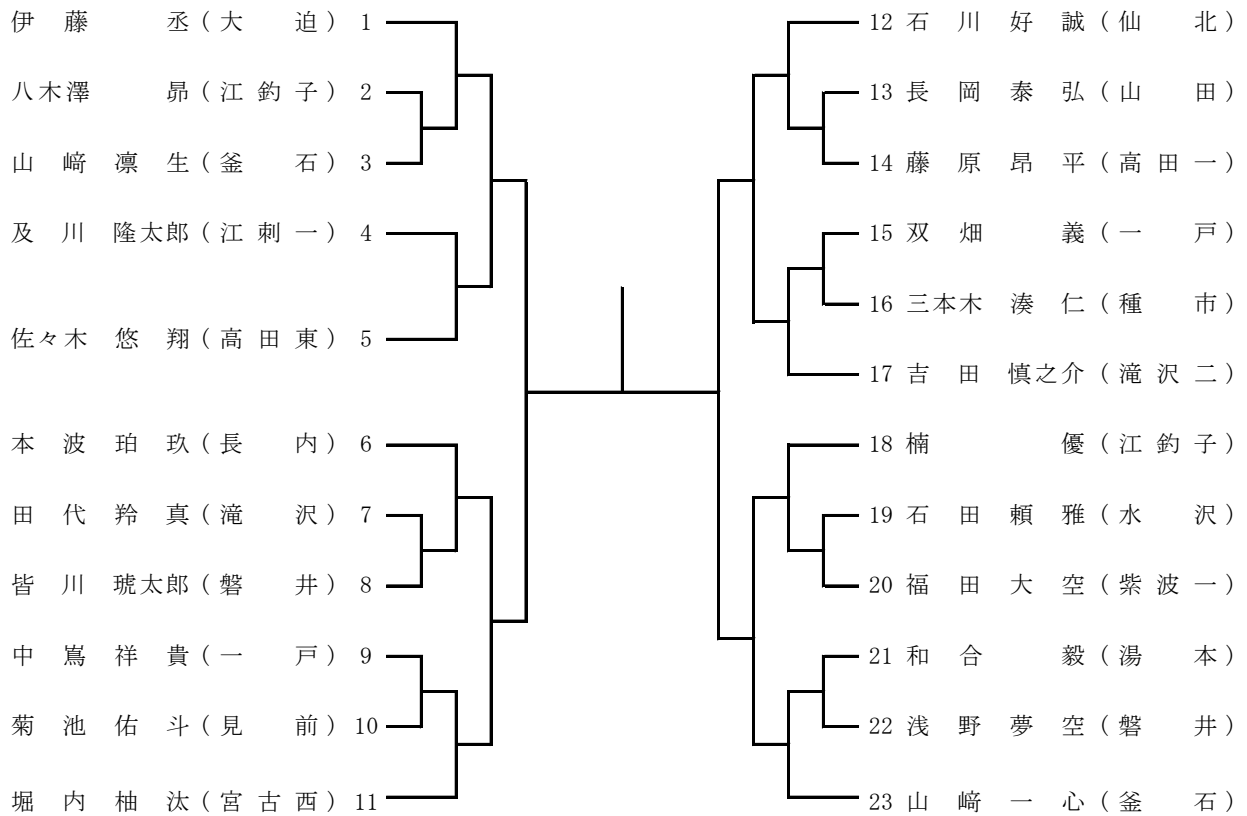 伊藤 丞(大迫) 1
八木澤 昴(江釣子) 2
山﨑凛生(釜石) 3
及川隆太郎(江刺一) 4
佐々木悠翔(高田東) 5
本波珀玖(長内) 6
田代羚真(滝沢) 7
皆川琥太郎(磐井) 8
中嶌祥貴(一戸) 9
菊池佑斗(見前) 10
堀内柚汰(宮古西) 11
12 石川好誠(仙北)
13 長岡泰弘(山田)
14 藤原昂平(高田一)
15 双畑 義(一戸)
16 三本木湊仁(種市)
17 吉田慎之介(滝沢二)
18 楠 優(江釣子)
19 石田頼雅(水沢)
20 福田大空(紫波一)
21 和合 毅(湯本)
22 浅野夢空(磐井)
23 山﨑一心(釜石)